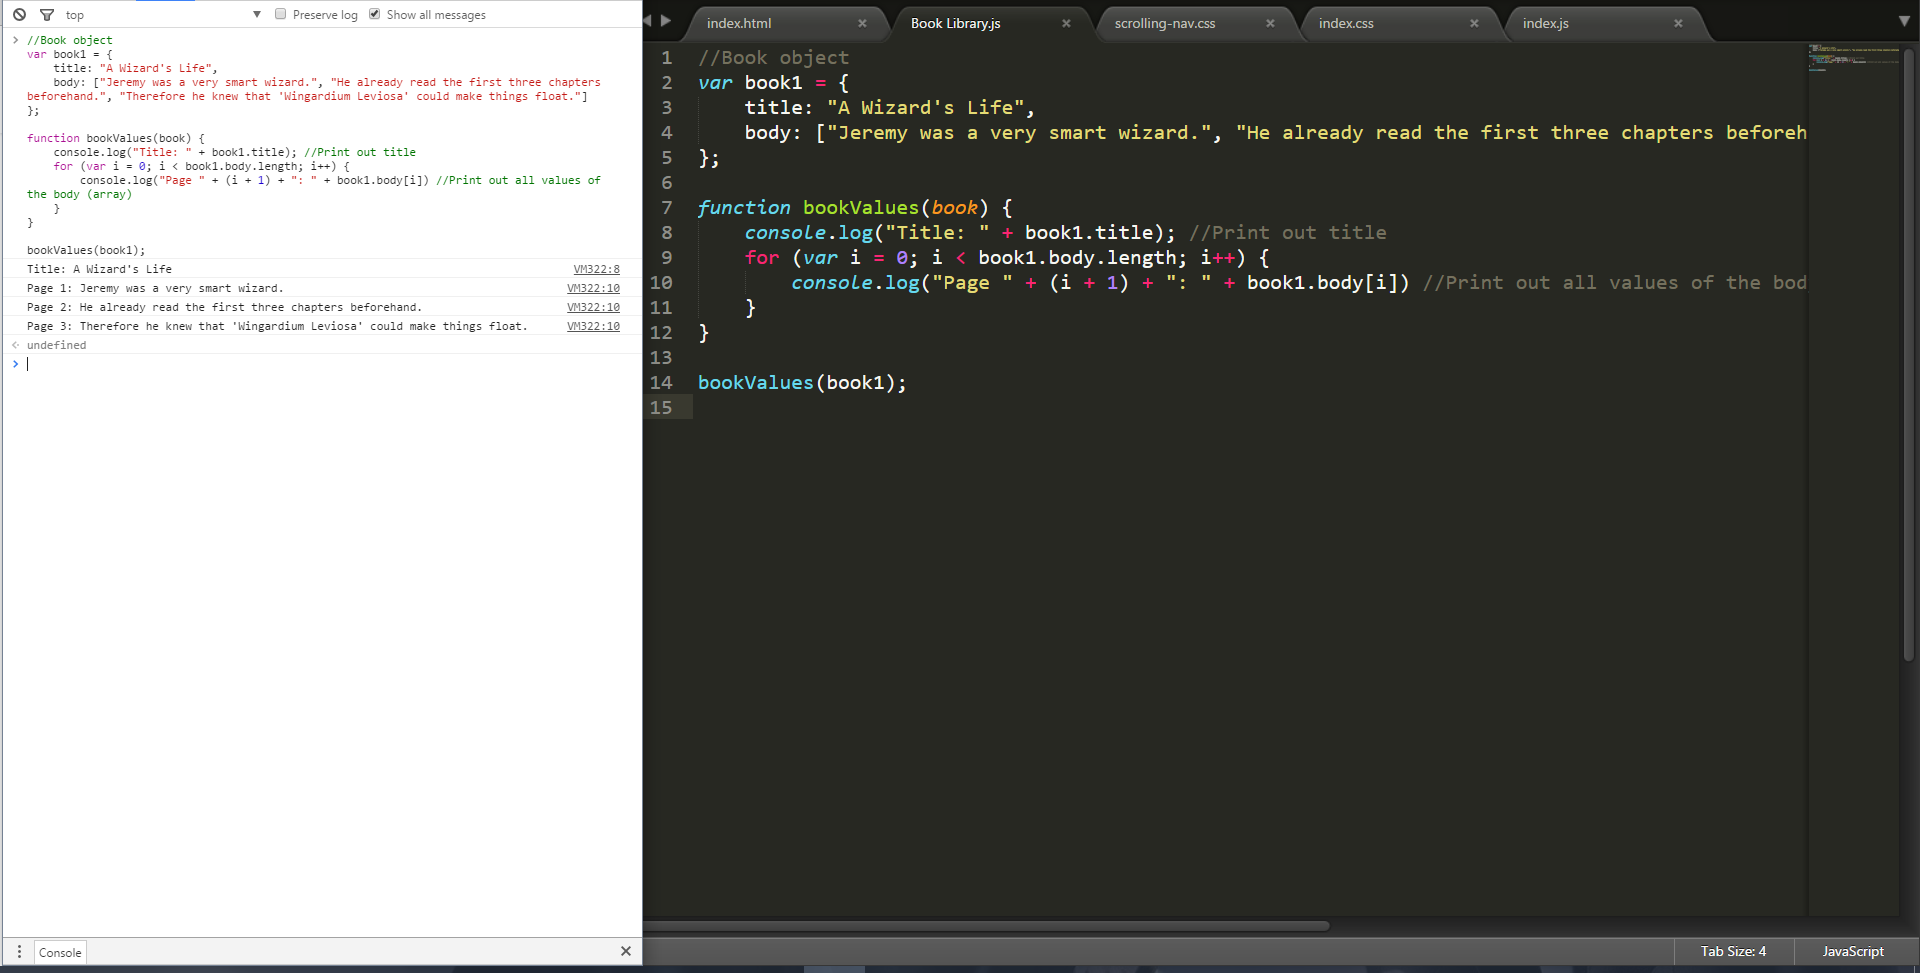 top ▼ Preserve log Show all messages
> //Book object
var book1 = {
    title: "A Wizard's Life",
    body: ["Jeremy was a very smart wizard.", "He already read the first three chapters
beforehand.", "Therefore he knew that 'Wingardium Leviosa' could make things float."]
};
function bookValues(book) {
    console.log("Title: " + book1.title); //Print out title
    for (var i = 0; i < book1.body.length; i++) {
        console.log("Page " + (i + 1) + ": " + book1.body[i]) //Print out all values of
the body (array)
    }
}
bookValues(book1);
Title: A Wizard's Life VM322:8
Page 1: Jeremy was a very smart wizard. VM322:10
Page 2: He already read the first three chapters beforehand. VM322:10
Page 3: Therefore he knew that 'Wingardium Leviosa' could make things float. VM322:10
undefined
>
Console ×
index.html × Book Library.js × scrolling-nav.css × index.css × index.js ×
1 //Book object
2 var book1 = {
3     title: "A Wizard's Life",
4     body: ["Jeremy was a very smart wizard.", "He already read the first three chapters beforeh
5 };
6
7 function bookValues(book) {
8     console.log("Title: " + book1.title); //Print out title
9     for (var i = 0; i < book1.body.length; i++) {
10         console.log("Page " + (i + 1) + ": " + book1.body[i]) //Print out all values of the bod
11     }
12 }
13
14 bookValues(book1);
15
Tab Size: 4 JavaScript